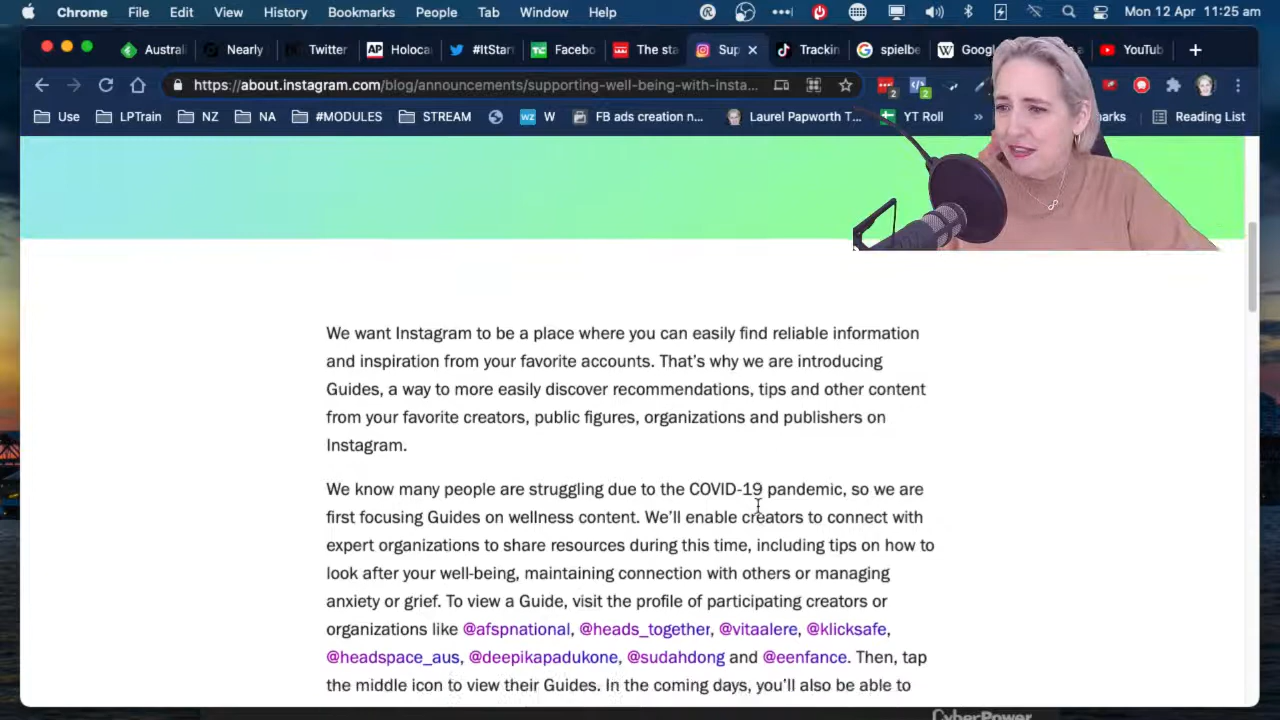 Chrome File Edit View History Bookmarks People Tab Window Help Mon 12 Apr 11:25 am
Australi Nearly Twitter AP Holoca #ItStar TC Facebo The sta Sup Trackin spielbe W Goog YouTub
https://about.instagram.com/blog/announcements/supporting-well-being-with-insta... 2 2
Use LPTrain NZ NA #MODULES STREAM wz W FB ads creation n... Laurel Papworth T... YT Roll » marks Reading List
We want Instagram to be a place where you can easily find reliable information
and inspiration from your favorite accounts. That's why we are introducing
Guides, a way to more easily discover recommendations, tips and other content
from your favorite creators, public figures, organizations and publishers on
Instagram.
We know many people are struggling due to the COVID-19 pandemic, so we are
first focusing Guides on wellness content. We'll enable creators to connect with
expert organizations to share resources during this time, including tips on how to
look after your well-being, maintaining connection with others or managing
anxiety or grief. To view a Guide, visit the profile of participating creators or
organizations like @afspnational, @heads_together, @vitaalere, @klicksafe,
@headspace_aus, @deepikapadukone, @sudahdong and @eenfance. Then, tap
the middle icon to view their Guides. In the coming days, you'll also be able to
CyberPower